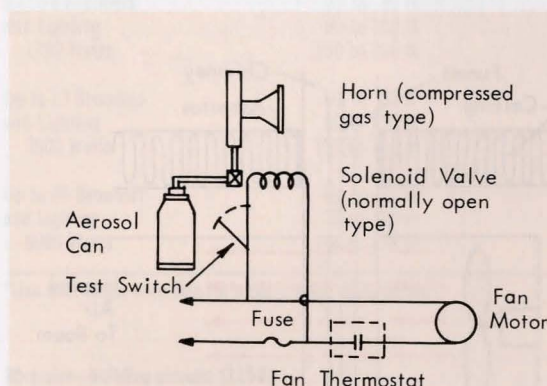 Horn (compressed
gas type)
Solenoid Valve
(normally open
type)
Aerosol
Can
Test Switch
Fan
Motor
Fuse
Fan Thermostat